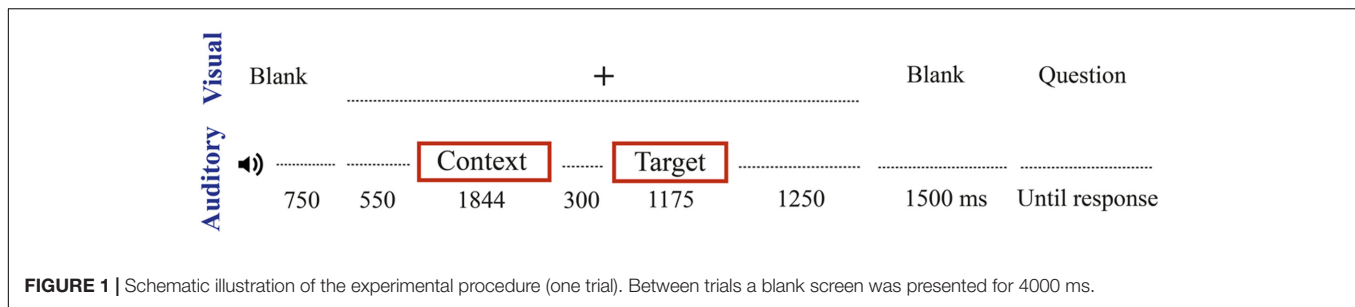 Visual
Blank + Blank Question
Auditory
Context Target
750 550 1844 300 1175 1250 1500 ms Until response
FIGURE 1 | Schematic illustration of the experimental procedure (one trial). Between trials a blank screen was presented for 4000 ms.